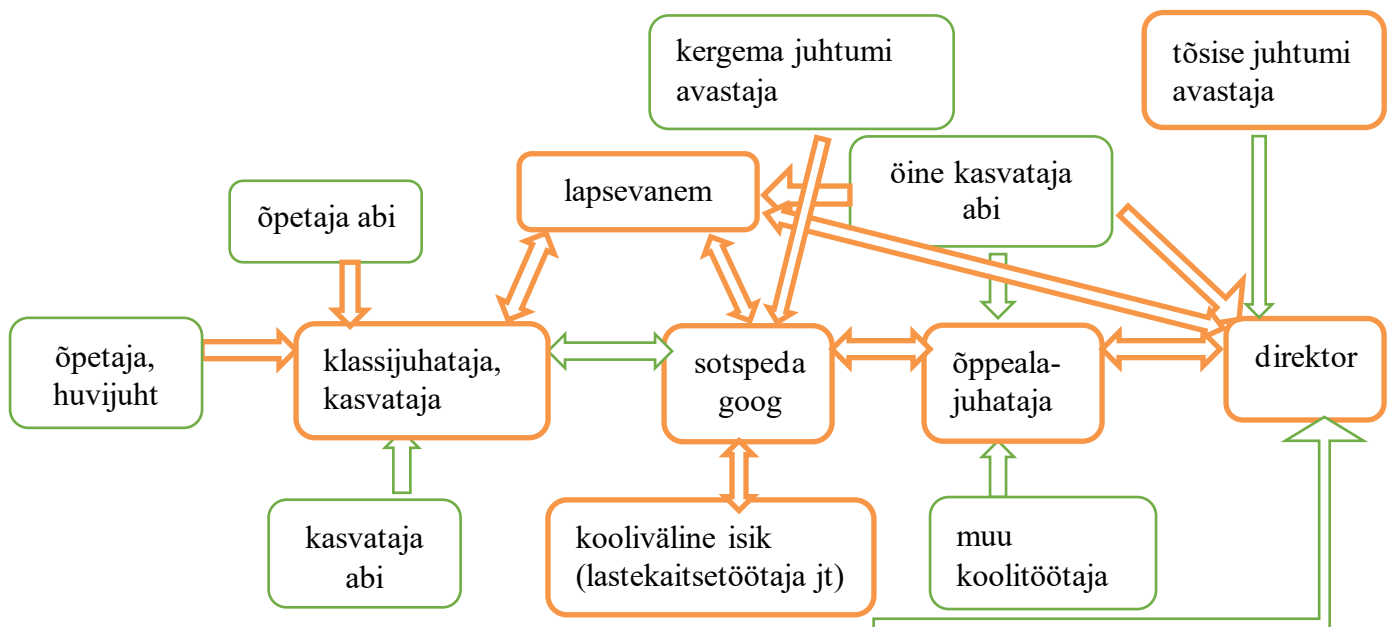 kergema juhtumi
avastaja
tõsise juhtumi
avastaja
lapsevanem
öine kasvataja
abi
õpetaja abi
õpetaja,
huvijuht
klassijuhataja,
kasvataja
sotspeda
goog
õppeala-
juhataja
direktor
kasvataja
abi
kooliväline isik
(lastekaitsetöötaja jt)
muu
koolitöötaja